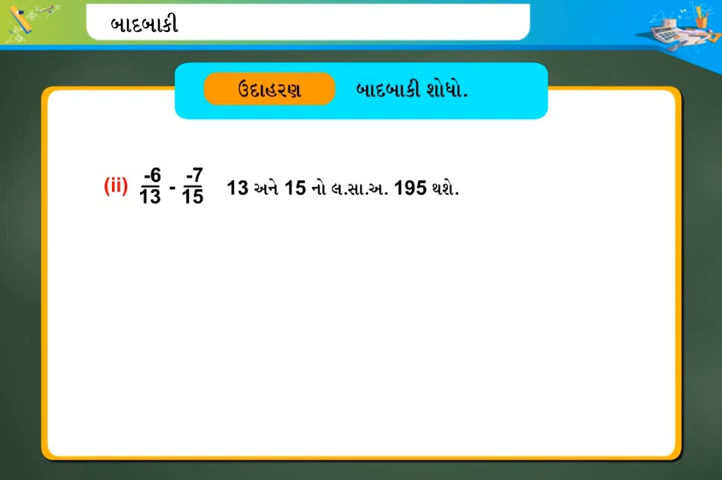 બાદબાકી
ઉદાહરણ બાદબાકી શોધો.
(ii) -6/13 - -7/15 13 અને 15 નો લ.સા.અ. 195 થશે.